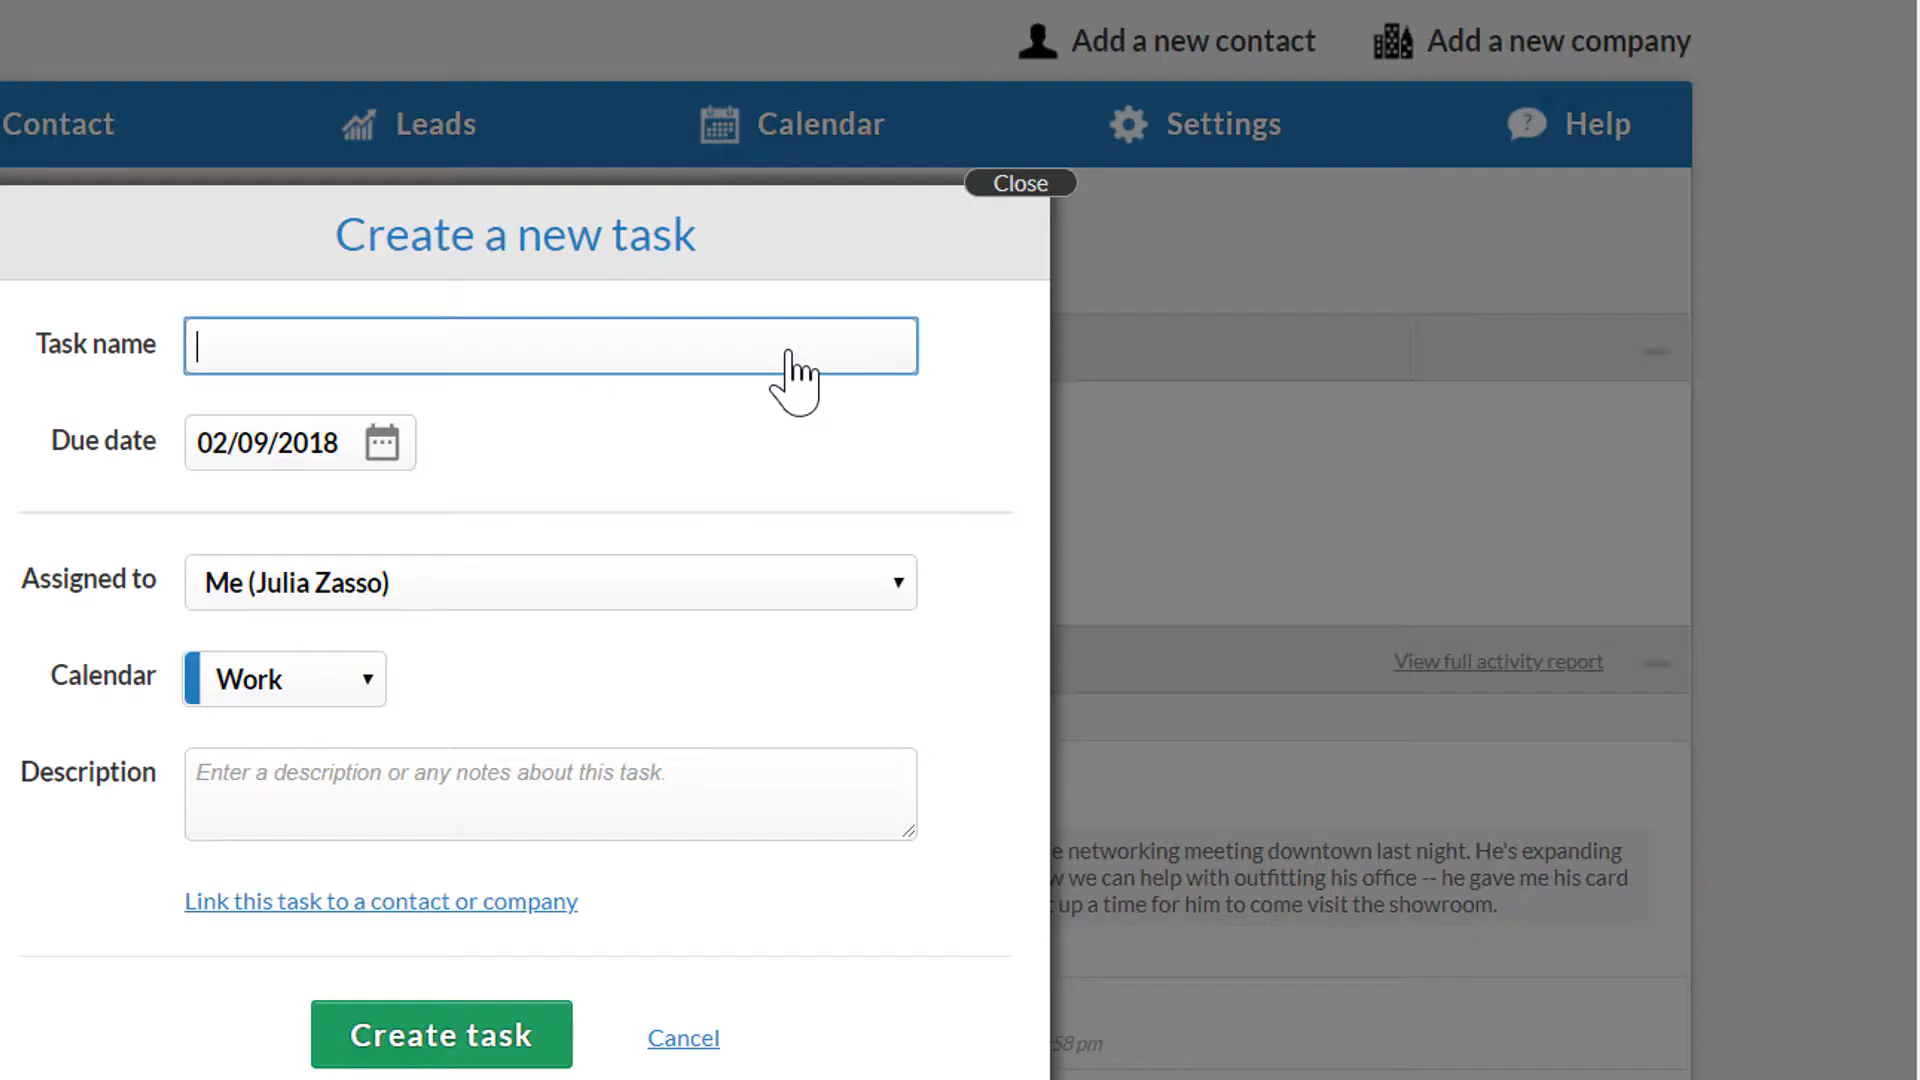 Add a new contact
Add a new company
Contact
Leads
Calendar
Settings
? Help
Close
Create a new task
Task name
Due date
02/09/2018
Assigned to
Me (Julia Zasso)
Calendar
Work
View full activity report
Description
Enter a description or any notes about this task.
e networking meeting downtown last night. He's expanding
w we can help with outfitting his office -- he gave me his card
up a time for him to come visit the showroom.
Link this task to a contact or company
Create task
Cancel
58 pm